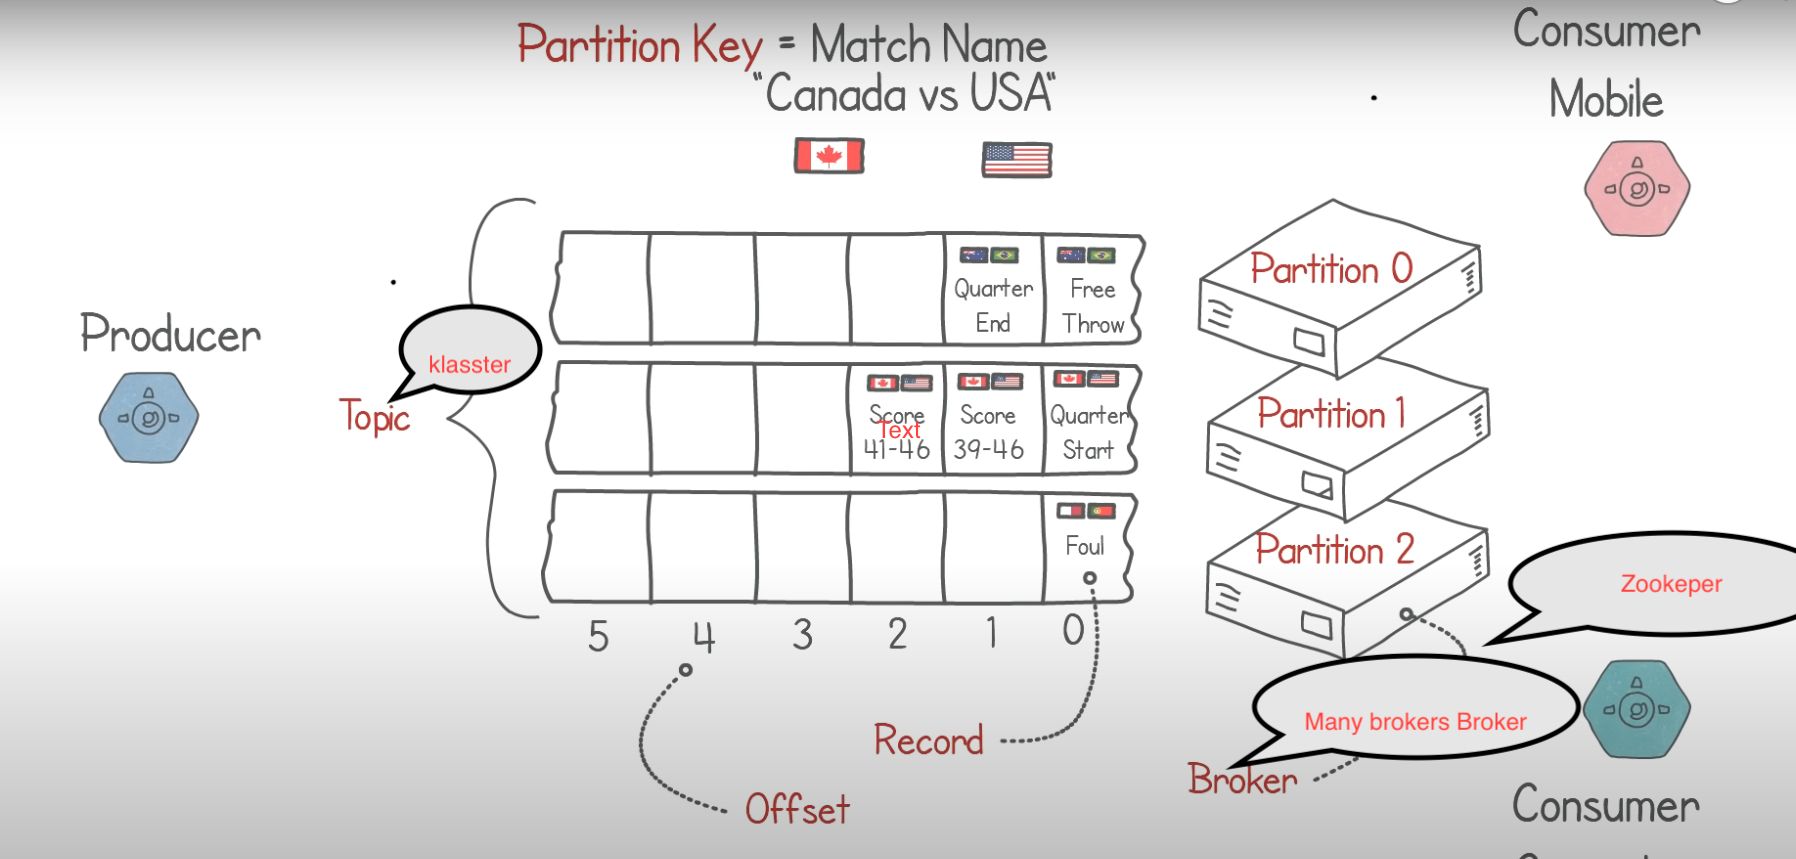 Partition Key = Match Name
"Canada vs USA"
Consumer
Mobile
Producer
klasster
Topic
Quarter
End
Free
Throw
Score
Text
41-46
Score
39-46
Quarter
Start
Foul
5 4 3 2 1 0
Partition 0
Partition 1
Partition 2
Zookeper
Many brokers Broker
Record
Broker
Offset
Consumer